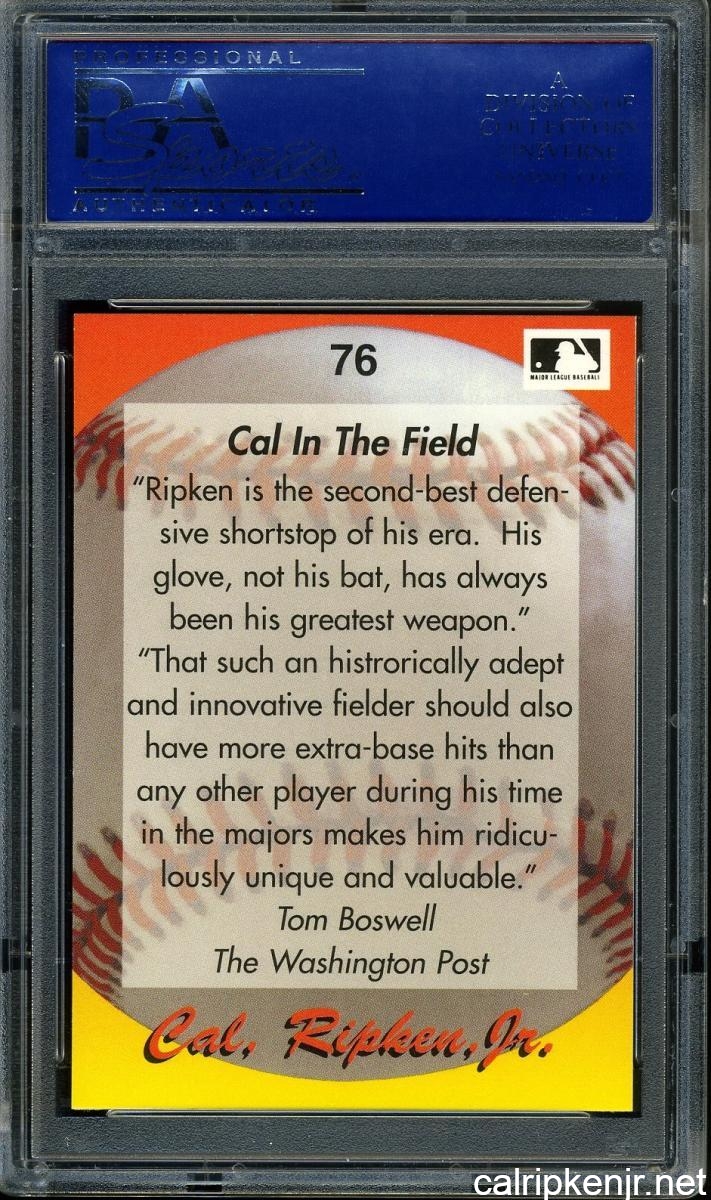 PROFESSIONAL
PSA
Sports
AUTHENTICATOR
A
DIVISION OF
COLLECTORS
UNIVERSE
76
MAJOR LEAGUE BASEBALL
Cal In The Field
“Ripken is the second-best defen-
sive shortstop of his era. His
glove, not his bat, has always
been his greatest weapon.”
“That such an histrorically adept
and innovative fielder should also
have more extra-base hits than
any other player during his time
in the majors makes him ridicu-
lously unique and valuable.”
Tom Boswell
The Washington Post
Cal, Ripken, Jr.
calripkenjr.net